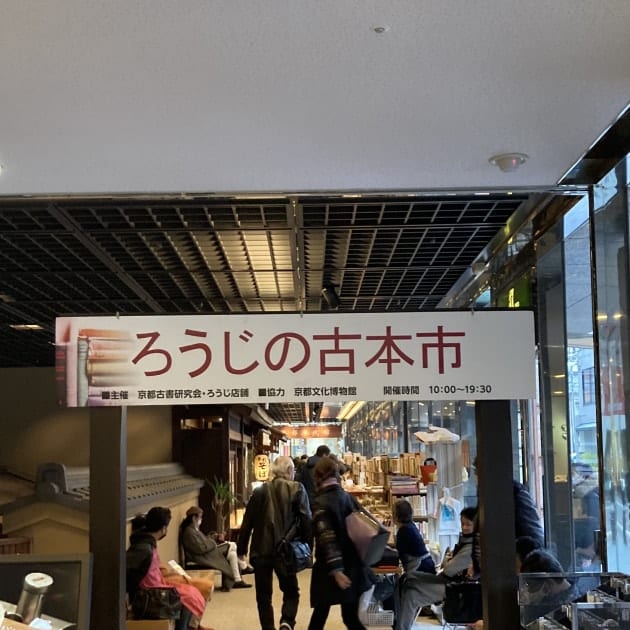 ろうじの古本市
■主催 京都古書研究会・ろうじ店舗 ■協力 京都文化博物館 開催時間 10:00〜19:30
そば